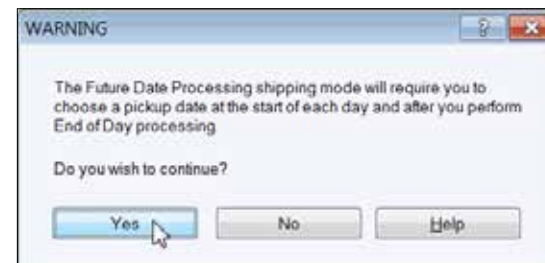 WARNING
The Future Date Processing shipping mode will require you to
choose a pickup date at the start of each day and after you perform
End of Day processing
Do you wish to continue?
Yes
No
Help